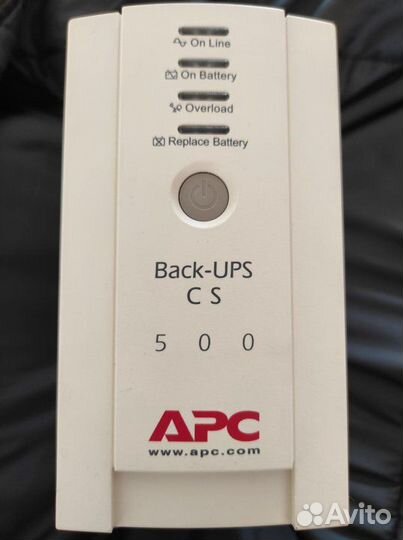 On Line
On Battery
Overload
Replace Battery
Back-UPS
CS
500
APC
www.apc.com
Avito